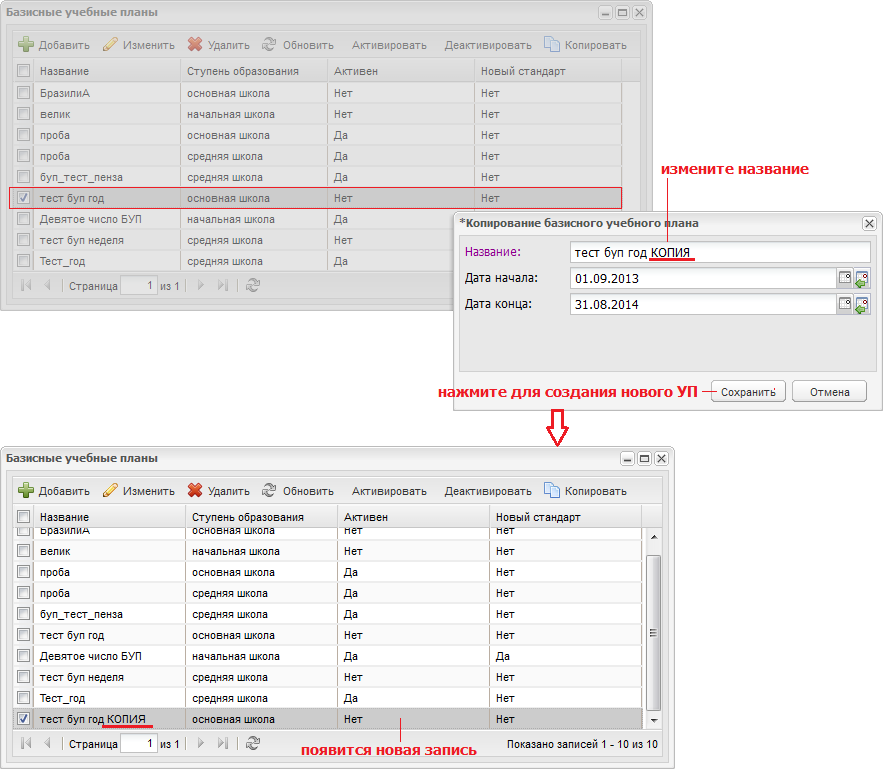 Базисные учебные планы
Добавить Изменить Удалить Обновить Активировать Деактивировать Копировать
Название Ступень образования Активен Новый стандарт
БразилиА основная школа Нет Нет
велик начальная школа Нет Нет
проба основная школа Да Нет
проба средняя школа Да Нет
буп_тест_пенза средняя школа Да Нет
измените название
тест буп год основная школа Нет Нет
Девятое число БУП начальная школа Да
тест буп неделя средняя школа Нет
Тест_год средняя школа Да
Страница 1 из 1
*Копирование базисного учебного плана
Название: тест буп год КОПИЯ
Дата начала: 01.09.2013
Дата конца: 31.08.2014
нажмите для создания нового УП Сохранить Отмена
Базисные учебные планы
Добавить Изменить Удалить Обновить Активировать Деактивировать Копировать
Название Ступень образования Активен Новый стандарт
БразилиА основная школа Нет Нет
велик начальная школа Нет Нет
проба основная школа Да Нет
проба средняя школа Да Нет
буп_тест_пенза средняя школа Да Нет
тест буп год основная школа Нет Нет
Девятое число БУП начальная школа Да Да
тест буп неделя средняя школа Нет Нет
Тест_год средняя школа Да Нет
тест буп год КОПИЯ основная школа Нет Нет
Страница 1 из 1 Показано записей 1 - 10 из 10
появится новая запись